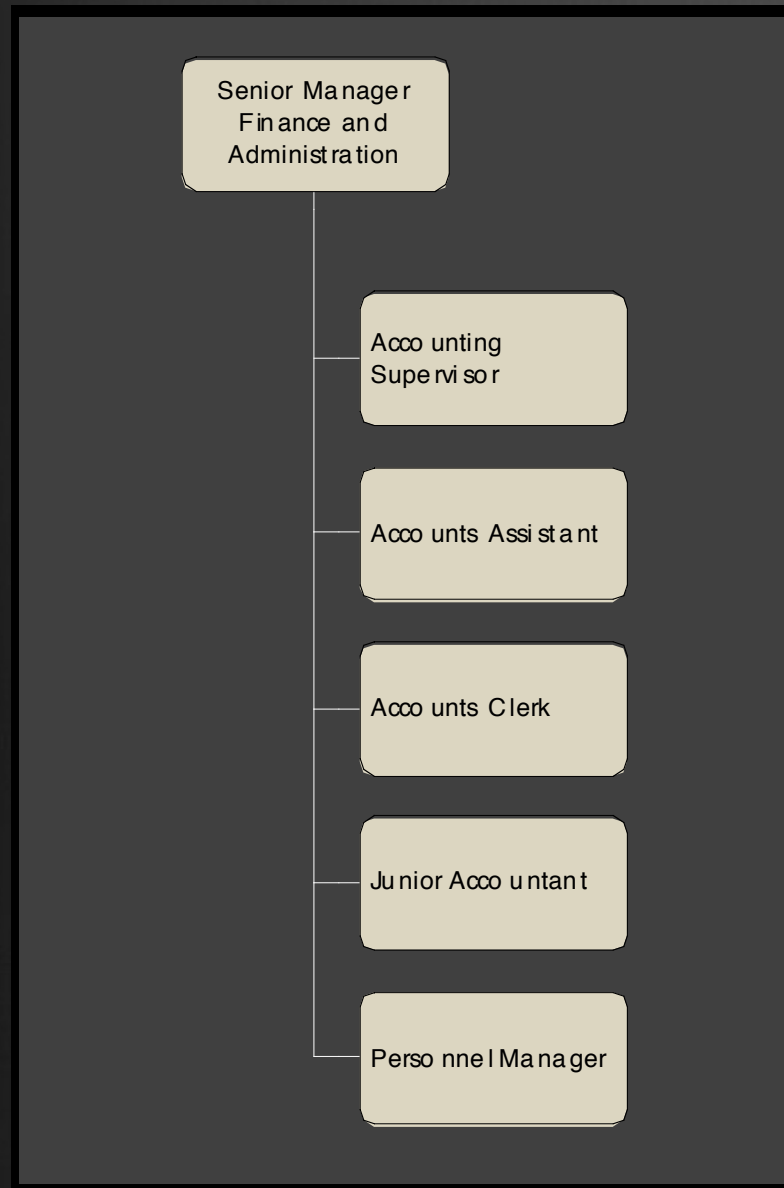 Senior Manager
Finance and
Administration
Accounting
Supervisor
Accounts Assistant
Accounts Clerk
Junior Accountant
Personnel Manager